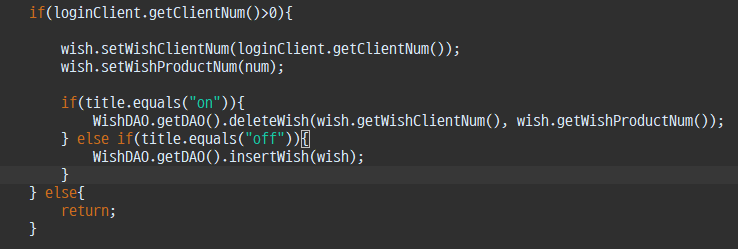 if(loginClient.getClientNum()>0){
wish.setWishClientNum(loginClient.getClientNum());
wish.setWishProductNum(num);
if(title.equals("on")){
WishDAO.getDAO().deleteWish(wish.getWishClientNum(), wish.getWishProductNum());
} else if(title.equals("off")){
WishDAO.getDAO().insertWish(wish);
}
} else{
return;
}